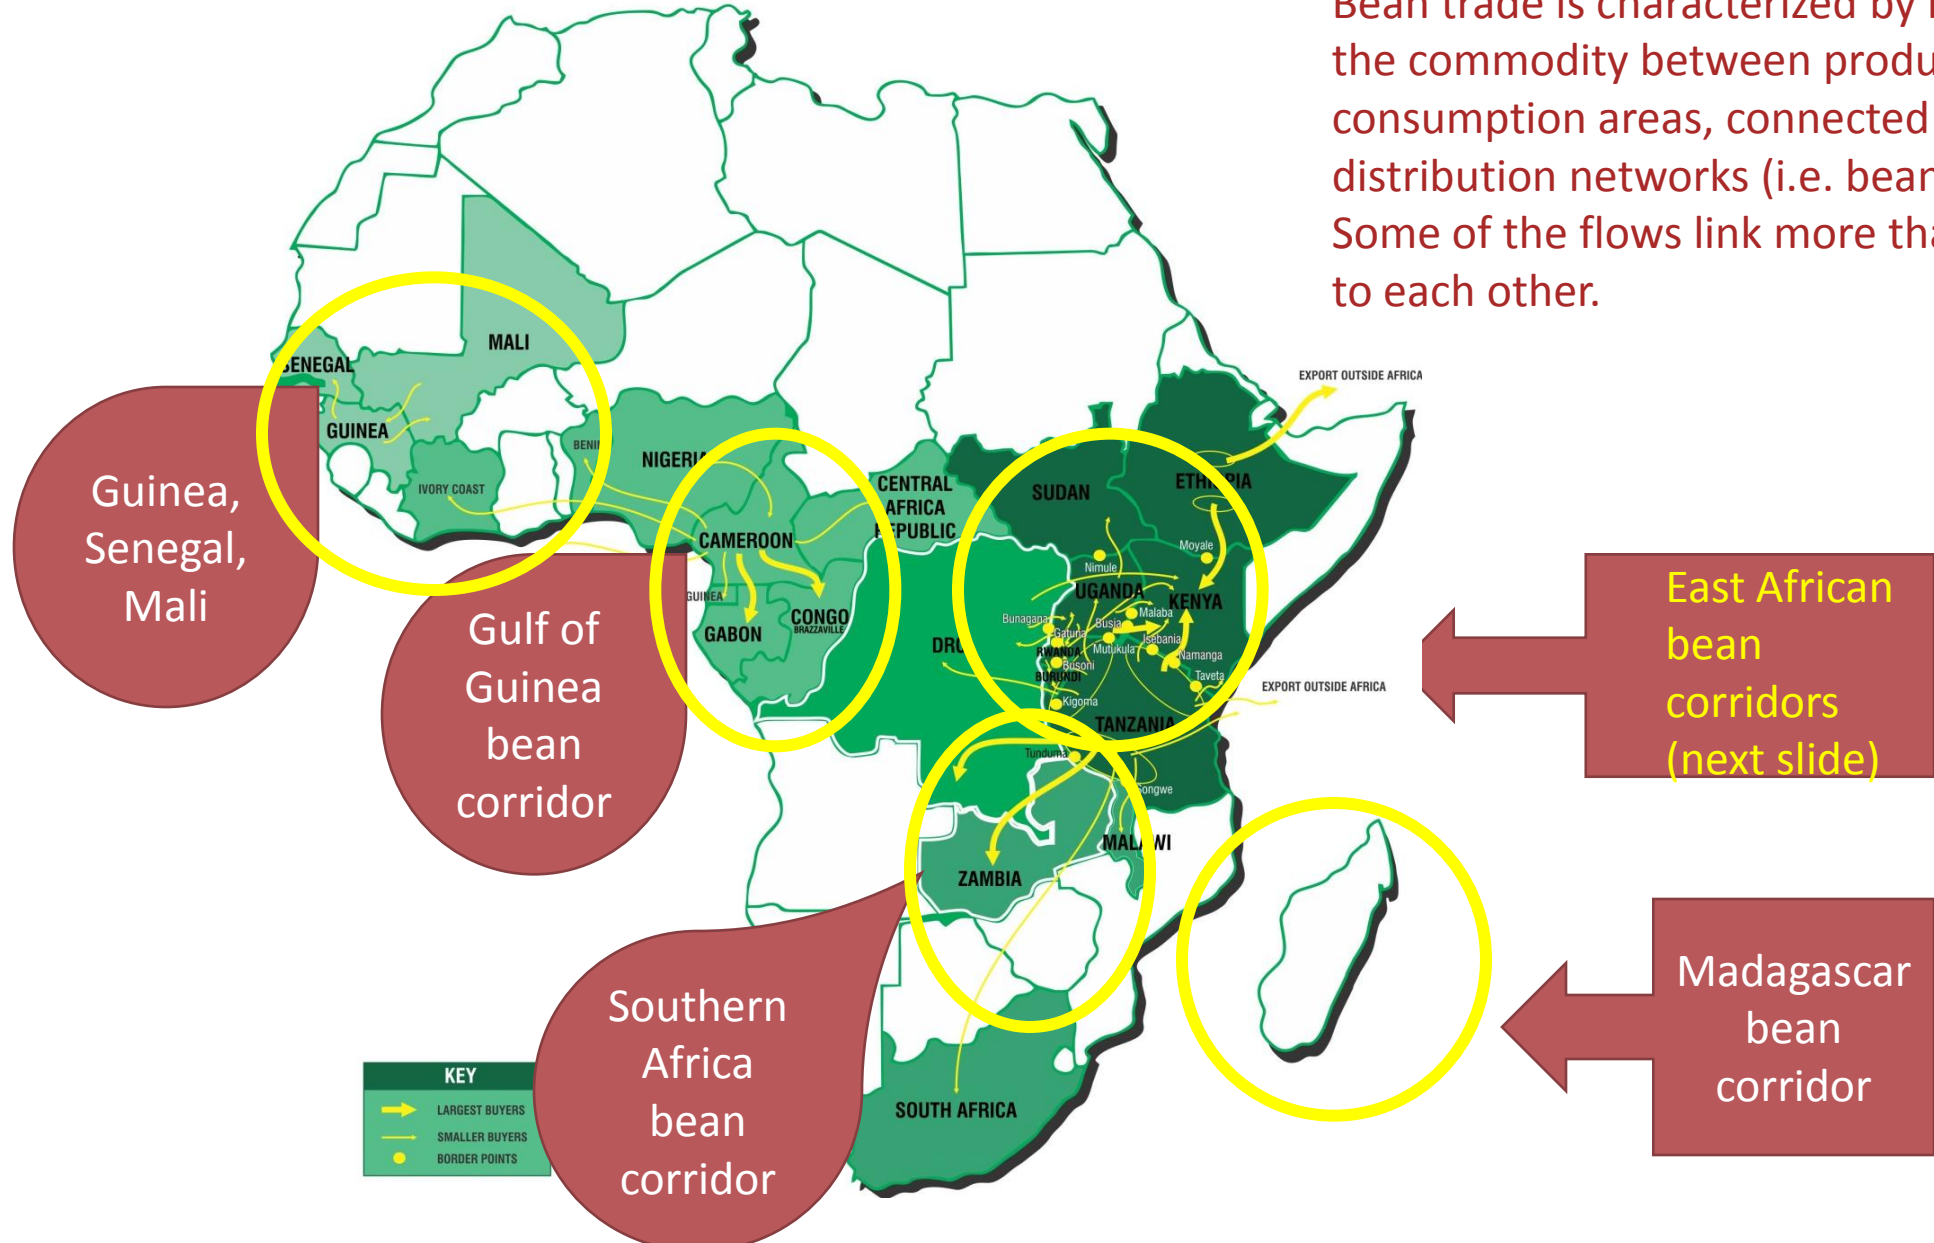 Bean trade is characterized by
the commodity between produ
consumption areas, connected
distribution networks (i.e. bean
Some of the flows link more tha
to each other.
EXPORT OUTSIDE AFRICA
MALI
SENEGAL
GUINEA
IVORY COAST
BENI
NIGERIA
CENTRAL
AFRICA
REPUBLIC
CAMEROON
GUINEA
GABON
CONGO
BRAZZAVILLE
DRC
SUDAN
ETHIOPIA
Moyale
Nimule
UGANDA
KENYA
Bunagana
Gatuna
Busia
Malaba
Isebania
Mutukula
Namanga
RWANDA
Busoni
BURUNDI
Taveta
Kigoma
EXPORT OUTSIDE AFRICA
TANZANIA
Tunduma
Songwe
MALAWI
ZAMBIA
SOUTH AFRICA
Guinea,
Senegal,
Mali
Gulf of
Guinea
bean
corridor
East African
bean
corridors
(next slide)
Southern
Africa
bean
corridor
Madagascar
bean
corridor
KEY
LARGEST BUYERS
SMALLER BUYERS
BORDER POINTS